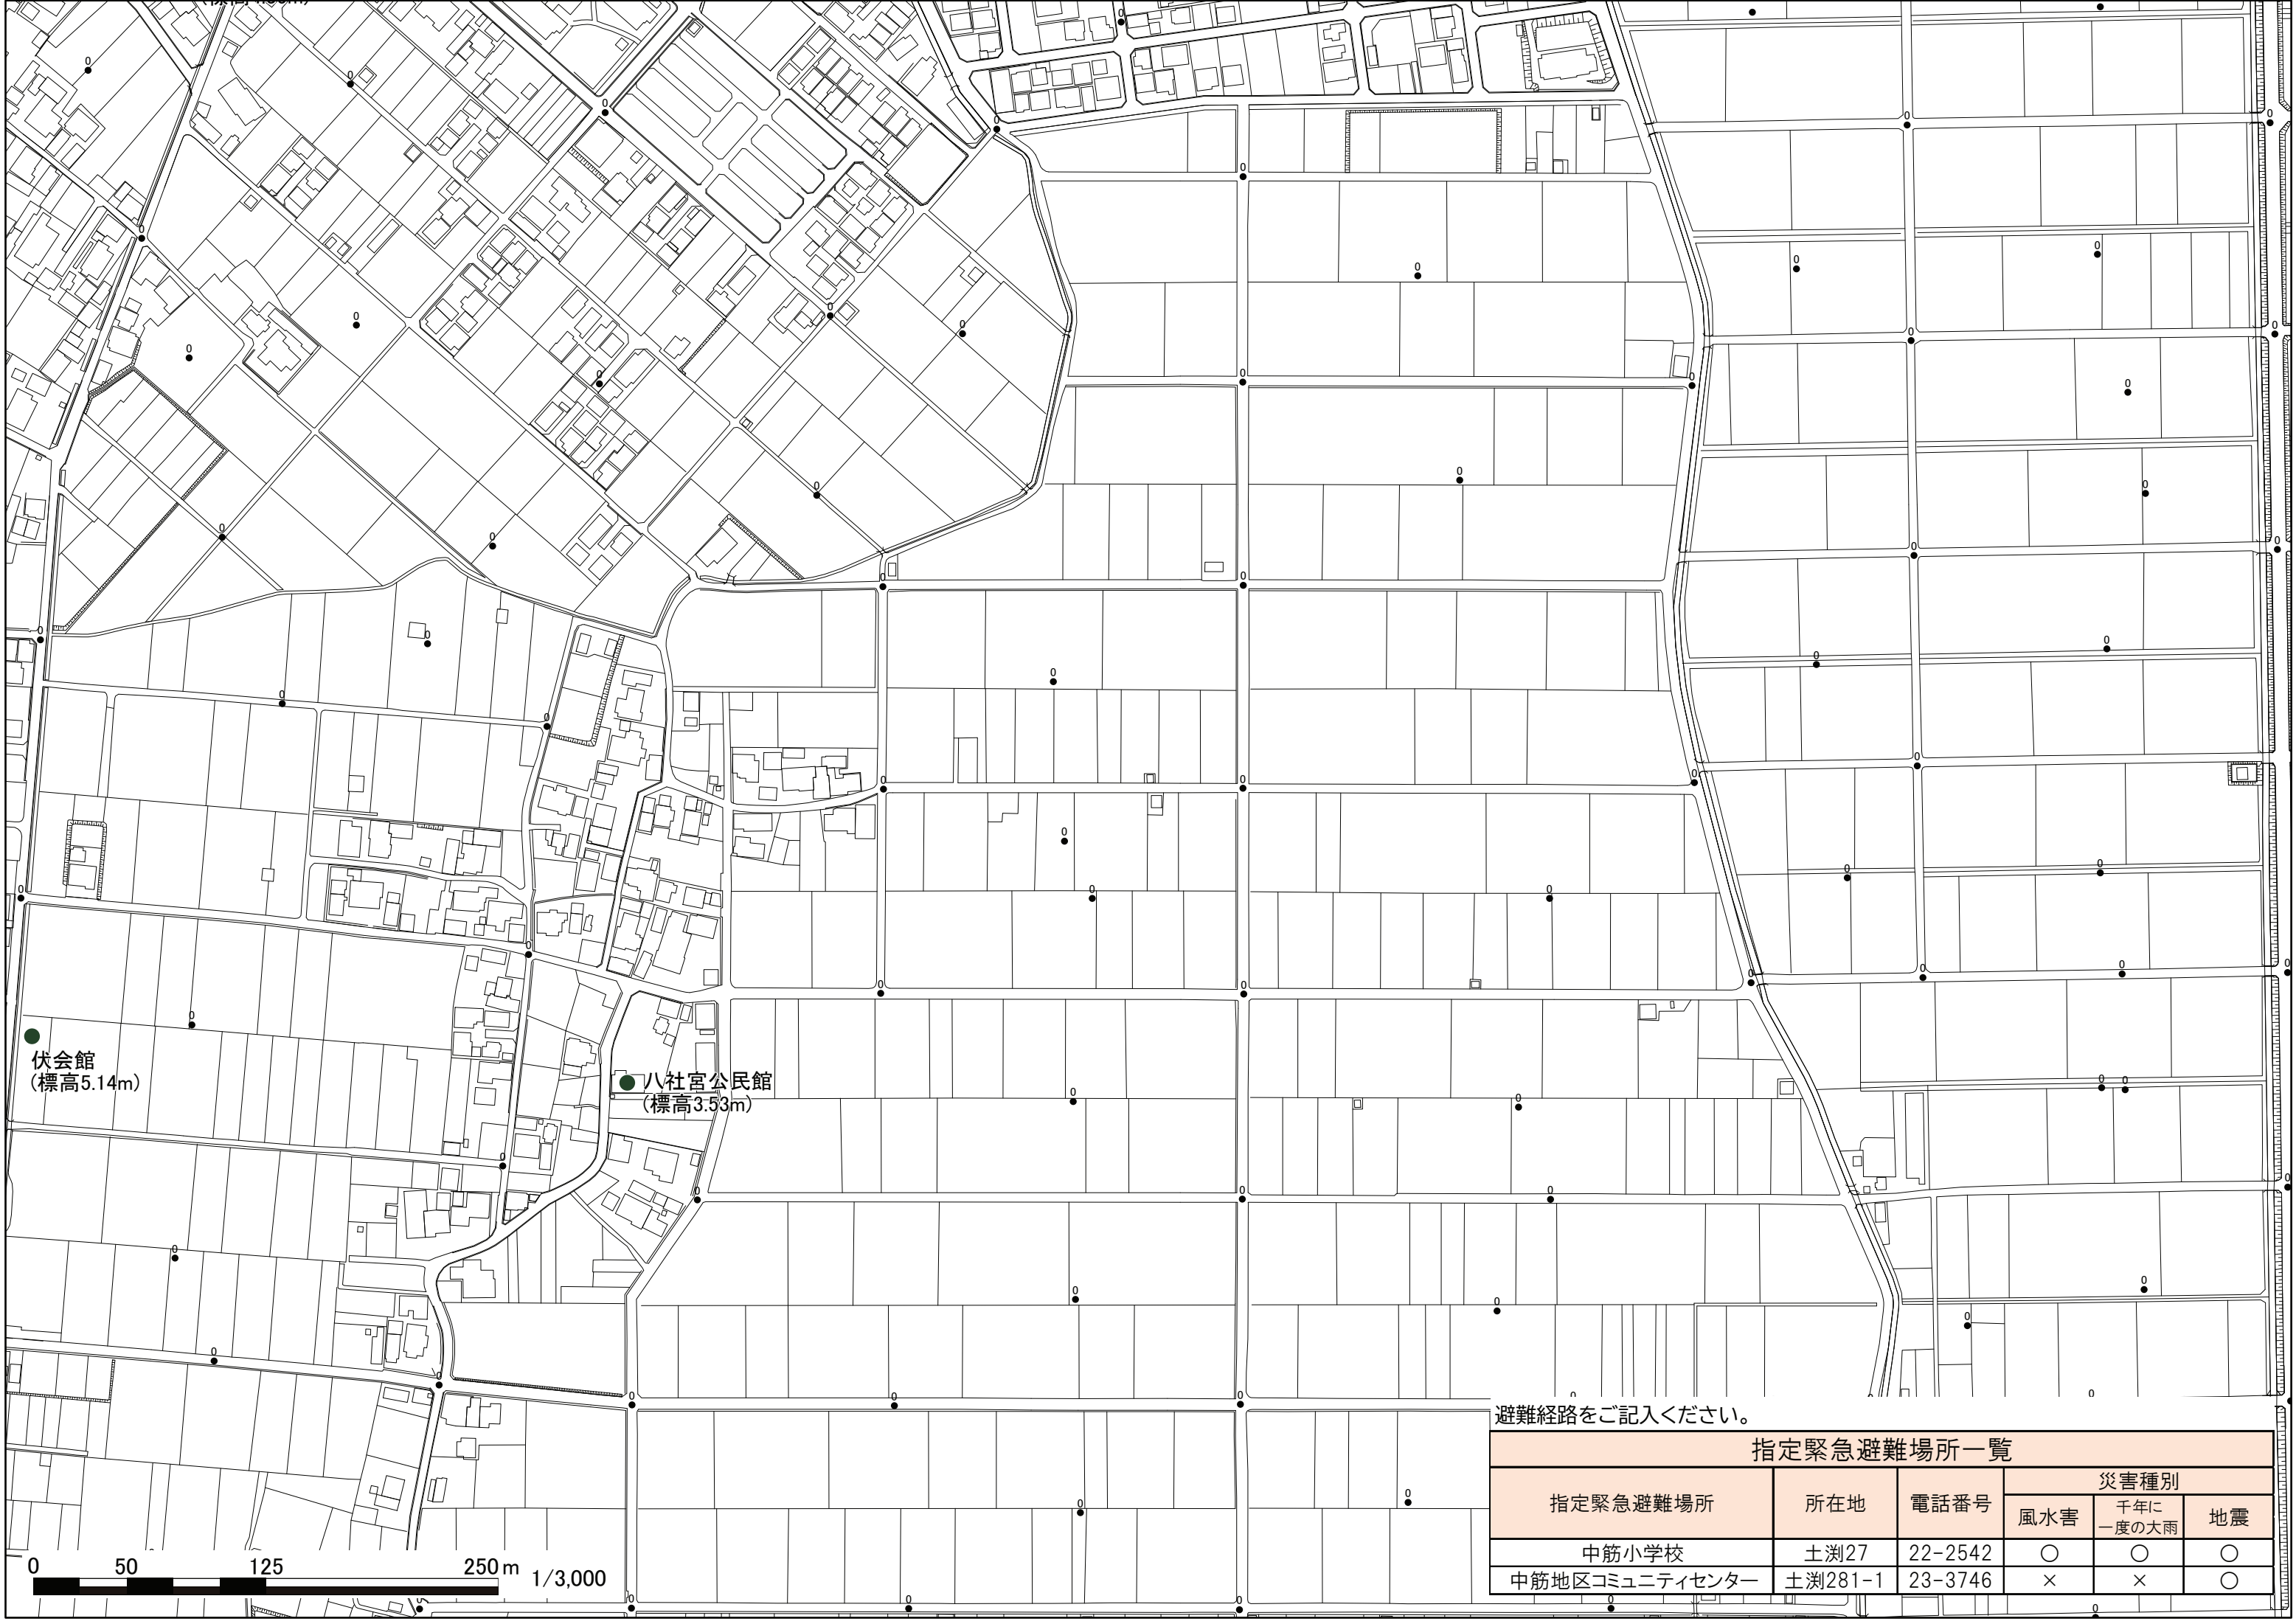 伏会館
(標高5.14m)
八社宮公民館
(標高3.53m)
避難経路をご記入ください。
指定緊急避難場所一覧
指定緊急避難場所 所在地 電話番号 災害種別
風水害 千年に一度の大雨 地震
中筋小学校 土渕27 22-2542 ○ ○ ○
中筋地区コミュニティセンター 土渕281-1 23-3746 × × ○
0 50 125 250m 1/3,000